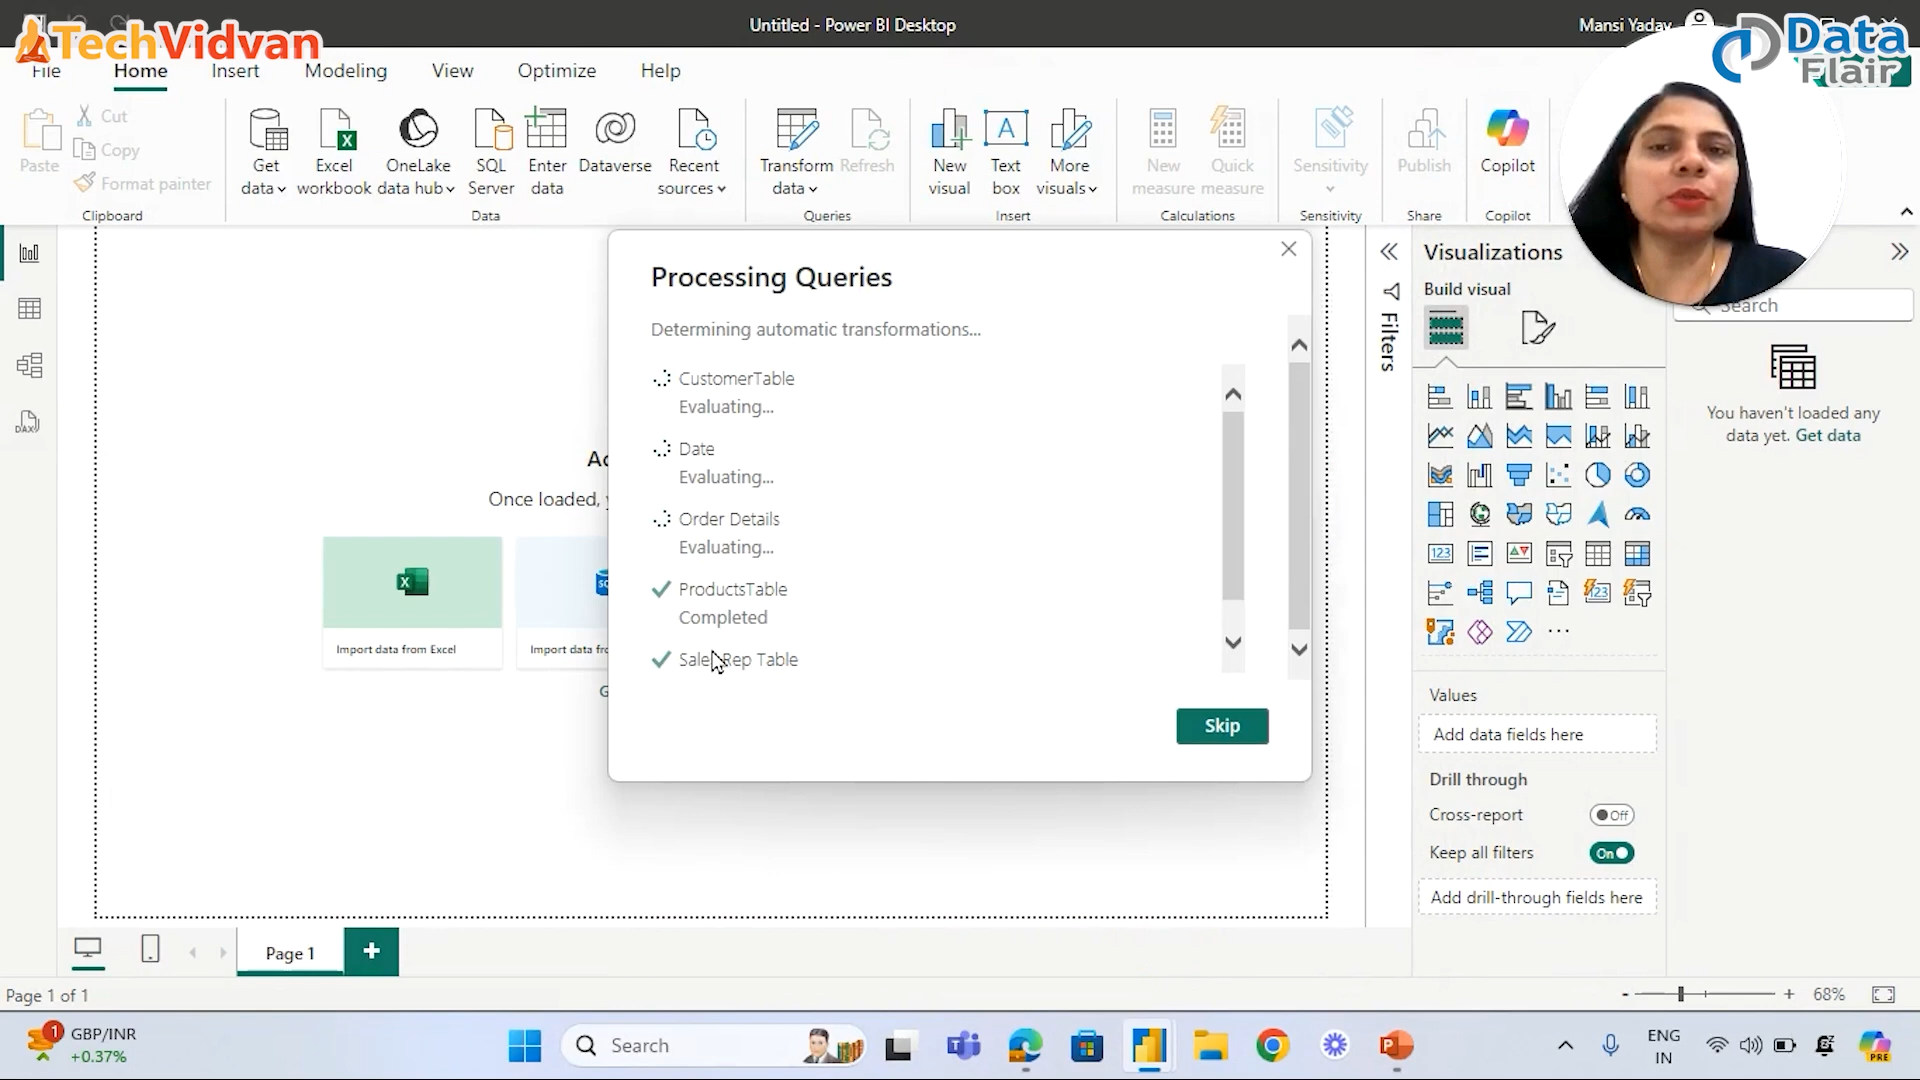 Untitled - Power BI Desktop
Mansi Yadav
TechVidvan
Data
Flair
File
Home
Insert
Modeling
View
Optimize
Help
Paste
Cut
Copy
Format painter
Clipboard
Get
data
Excel
workbook
OneLake
data hub
SQL
Server
Enter
data
Dataverse
Recent
sources
Data
Transform
data
Refresh
Queries
New
visual
A
Text
box
More
visuals
Insert
New
measure
Quick
measure
Calculations
Sensitivity
Sensitivity
Publish
Share
Copilot
Copilot
DAX
Once loaded,
Import data from Excel
Processing Queries
Determining automatic transformations...
CustomerTable
Evaluating...
Date
Evaluating...
Order Details
Evaluating...
ProductsTable
Completed
Sales Rep Table
Skip
Filters
Visualizations
Build visual
123
123
Values
Add data fields here
Drill through
Cross-report
Off
Keep all filters
On
Add drill-through fields here
Search
You haven't loaded any
data yet. Get data
Page 1
+
Page 1 of 1
68%
1
GBP/INR
+0.37%
Search
ENG
IN
PRE